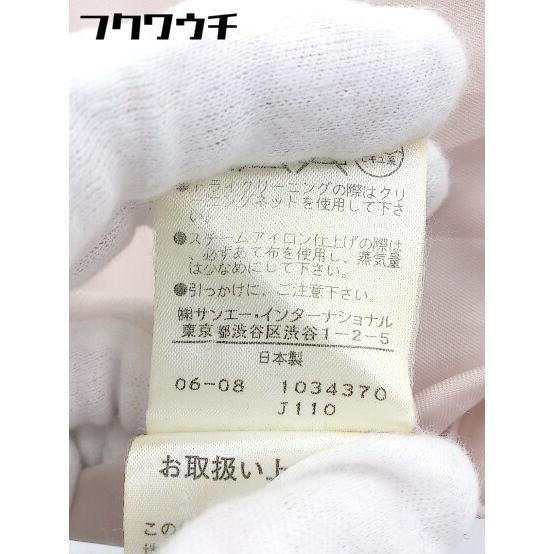 フクワウチ
●ドライクリーニングの際はクリ
ーニングネットを使用して下さ
い。
●スチームアイロン仕上げの際は
、必ずあて布を使用し、蒸気量
は少なめにして下さい。
●引っかけに、ご注意下さい。
㈱サンエー・インターナショナル
東京都渋谷区渋谷1-2-5
日本製
06-08 1034370
J110
お取扱い上
この